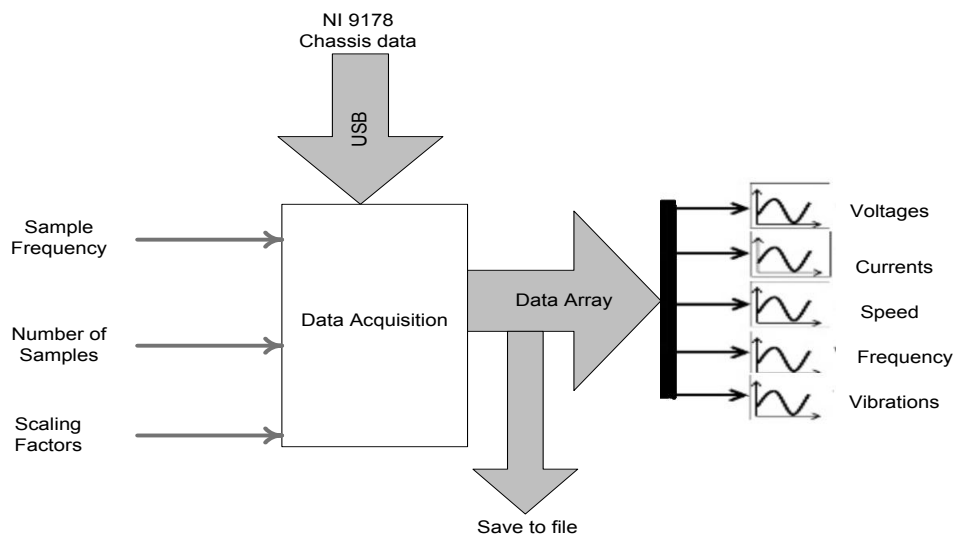 NI 9178
Chassis data
USB
Sample
Frequency
Number of
Samples
Scaling
Factors
Data Acquisition
Data Array
Save to file
Voltages
Currents
Speed
Frequency
Vibrations